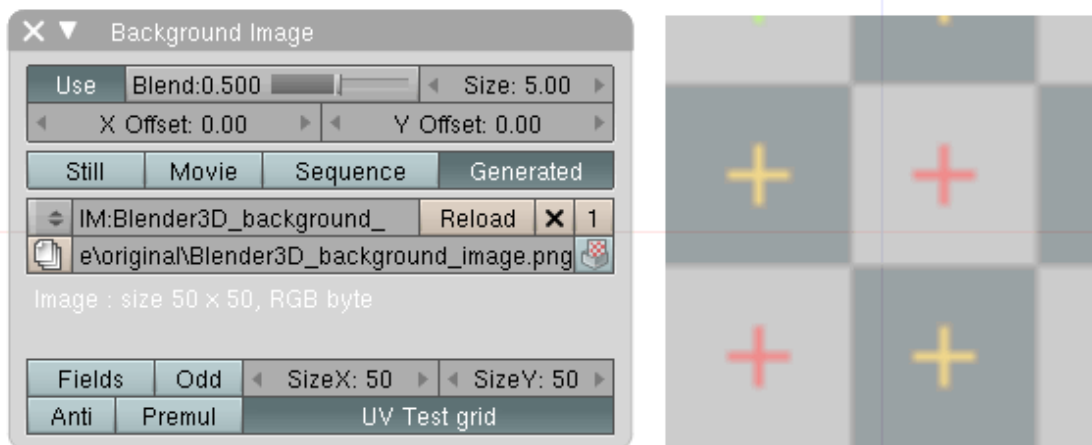 Background Image
Use Blend:0.500 Size: 5.00
X Offset: 0.00 Y Offset: 0.00
Still Movie Sequence Generated
IM:Blender3D_background_ Reload X 1
e\original\Blender3D_background_image.png
Image : size 50 x 50, RGB byte
Fields Odd SizeX: 50 SizeY: 50
Anti Premul UV Test grid